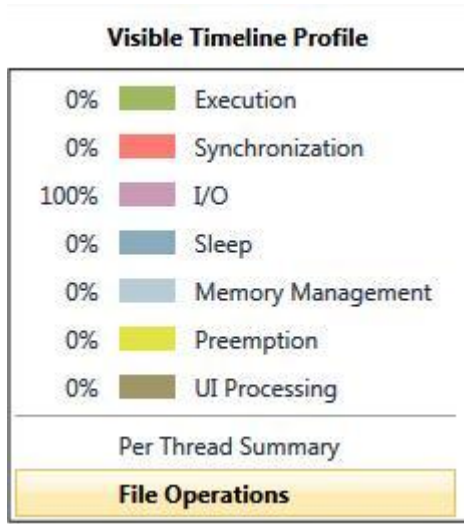 Visible Timeline Profile
0% Execution
0% Synchronization
100% I/O
0% Sleep
0% Memory Management
0% Preemption
0% UI Processing
Per Thread Summary
File Operations